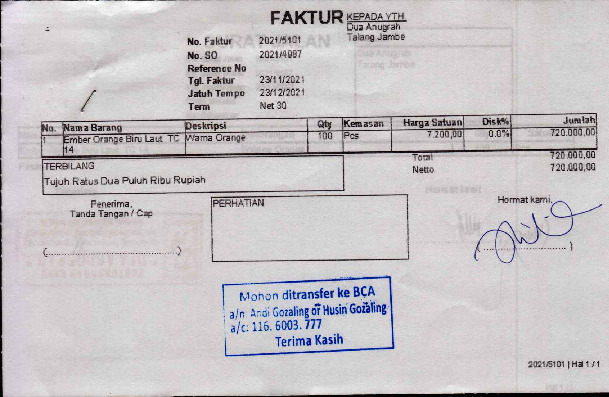 FAKTUR
KEPADA YTH
Dua Anugrah
Talang Jambe
No. Faktur 2021/5101
No. SO 2021/4997
Reference No
Tgl. Faktur 23/11/2021
Jatuh Tempo 23/12/2021
Term Net 30
No. Nama Barang Deskripsi Qty Kemasan Harga Satuan Disk% Jumlah
1 Ember Orange Biru Laut TC Warna Orange 100 Pcs 7.200,00 0.0% 720.000,00
14
Total 720.000,00
TERBILANG
Netto 720.000,00
Tujuh Ratus Dua Puluh Ribu Rupiah
Penerima,
Tanda Tangan / Cap
PERHATIAN
Hormat kami,
(..................................)
(..................................)
Mohon ditransfer ke BCA
a/n: Andi Gozaling or Husin Gozaling
a/c: 116. 6003. 777
Terima Kasih
2021/5101 | Hal 1 / 1